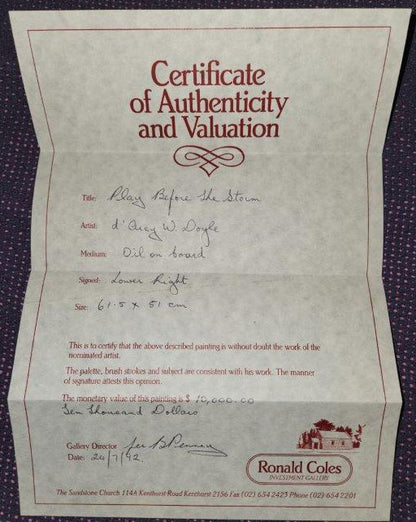 Certificate
of Authenticity
and Valuation
Title: Play Before The Storm
Artist: d'Arcy W. Doyle
Medium: Oil on board
Signed: Lower Right
Size: 61.5 x 51 cm
This is to certify that the above described painting is without doubt the work of the
nominated artist.
The palette, brush strokes and subject are consistent with his work. The manner
of signature attests this opinion.
The monetary value of this painting is $ 10,000.00
Ten Thousand Dollars
Gallery Director
Date: 24/7/92
Ronald Coles
INVESTMENT GALLERY
The Sandstone Church 114A Kenthurst Road Kenthurst 2156 Fax (02) 654 2423 Phone (02) 654 2201